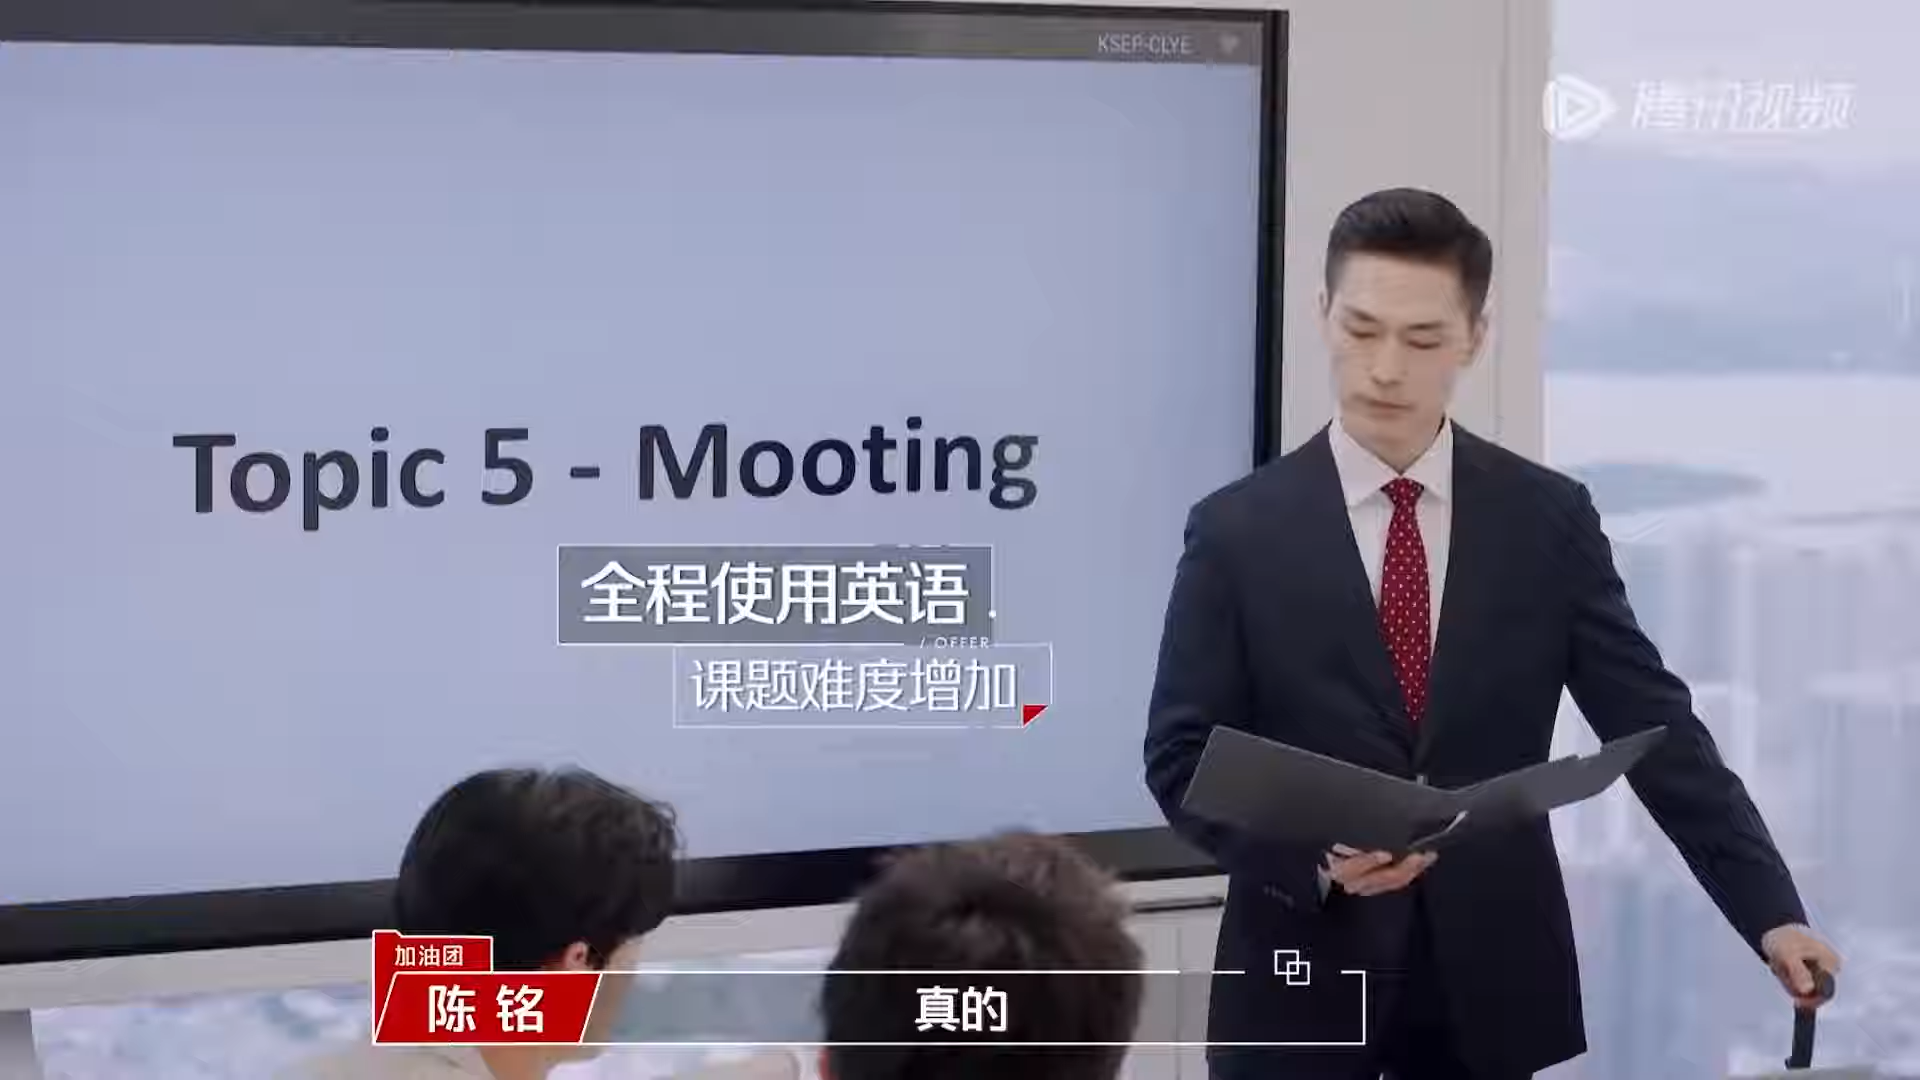 KSEP-CLYE
腾讯视频
Topic 5 - Mooting
全程使用英语
/ OFFER
课题难度增加
加油团
陈铭
真的